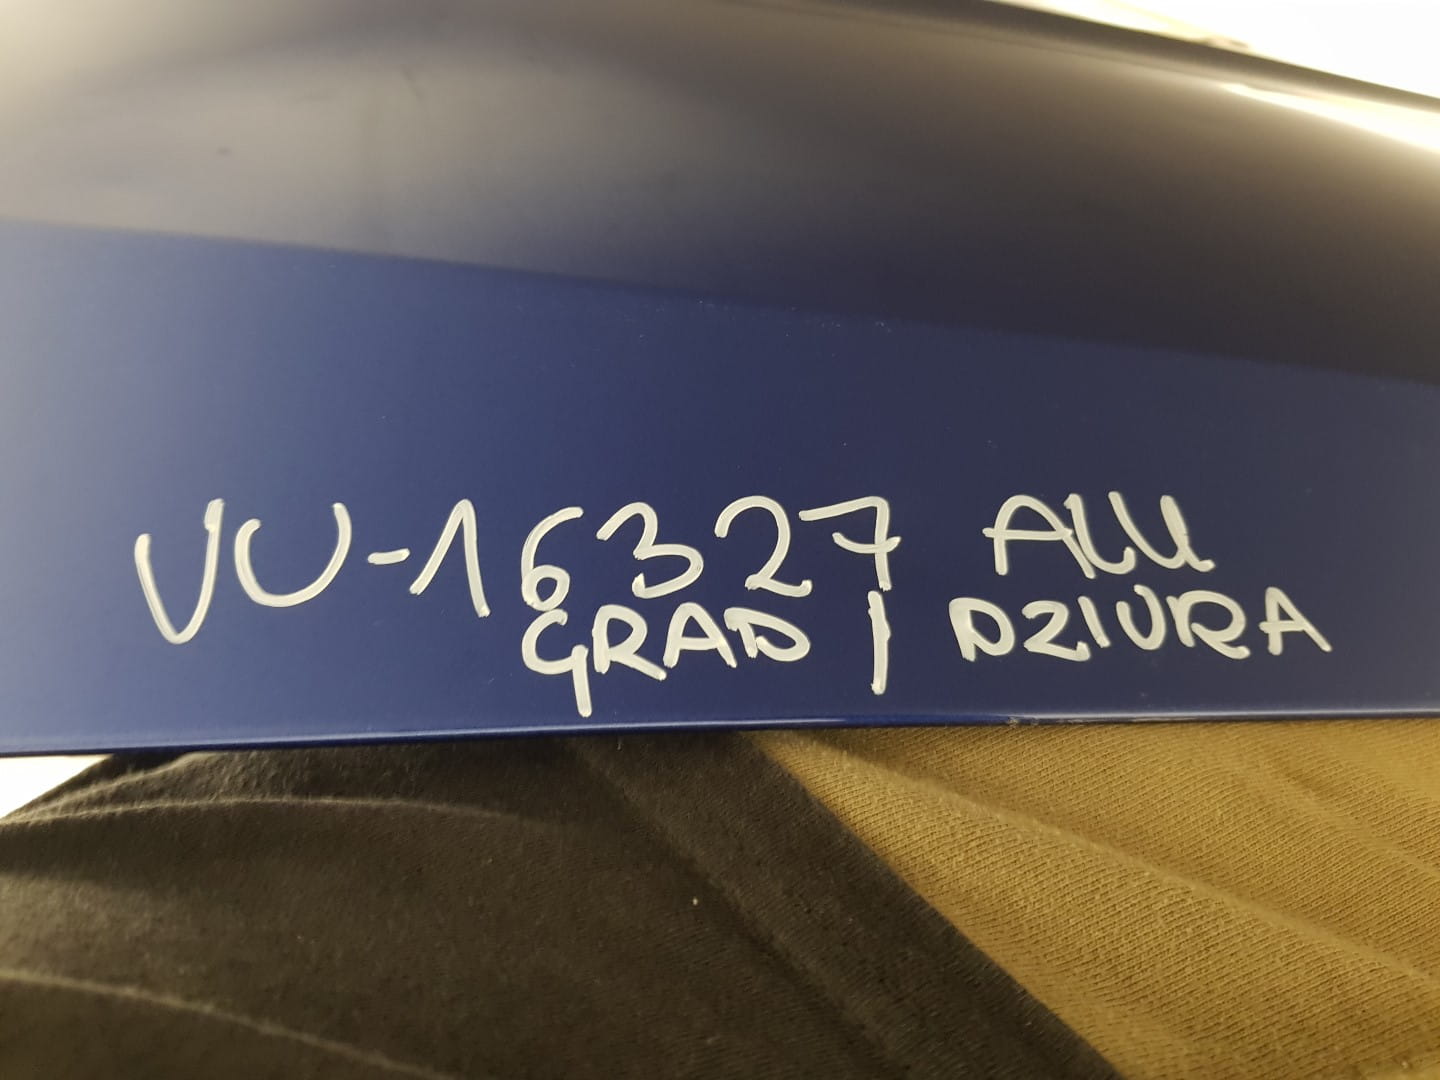 VU-16327 ALU
GRAD / DZIURA